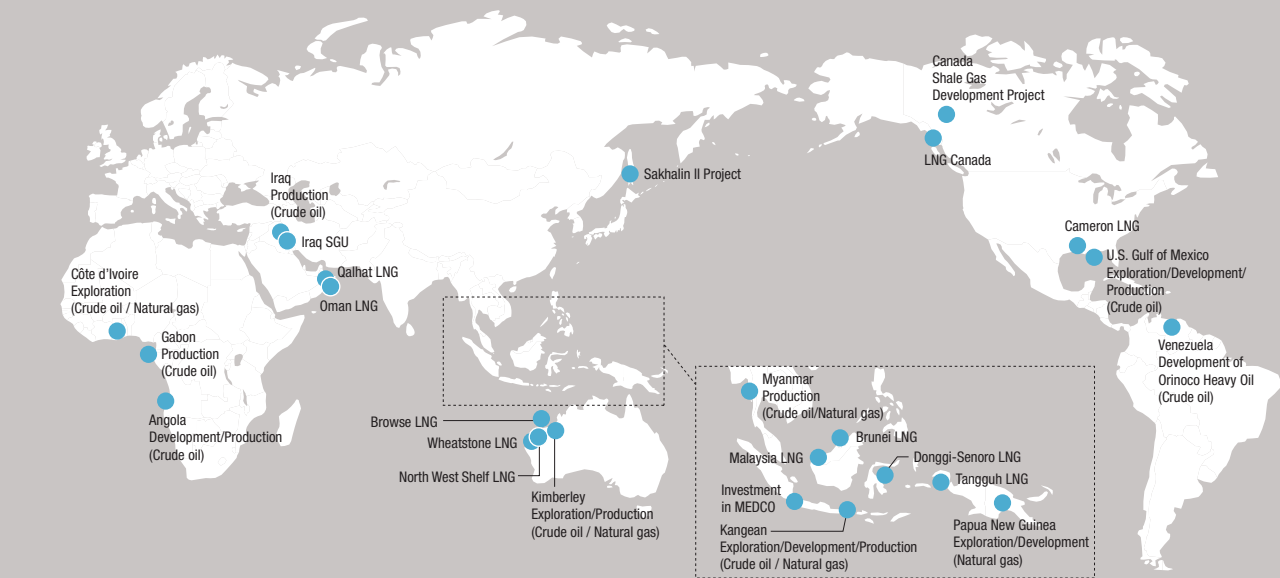 Canada
Shale Gas
Development Project
LNG Canada
Sakhalin II Project
Iraq
Production
(Crude oil)
Iraq SGU
Qalhat LNG
Oman LNG
Côte d'Ivoire
Exploration
(Crude oil / Natural gas)
Gabon
Production
(Crude oil)
Angola
Development/Production
(Crude oil)
Cameron LNG
U.S. Gulf of Mexico
Exploration/Development/
Production
(Crude oil)
Venezuela
Development of
Orinoco Heavy Oil
(Crude oil)
Browse LNG
Wheatstone LNG
North West Shelf LNG
Kimberley
Exploration/Production
(Crude oil / Natural gas)
Myanmar
Production
(Crude oil/Natural gas)
Brunei LNG
Malaysia LNG
Donggi-Senoro LNG
Tangguh LNG
Investment
in MEDCO
Kangean
Exploration/Development/Production
(Crude oil / Natural gas)
Papua New Guinea
Exploration/Development
(Natural gas)